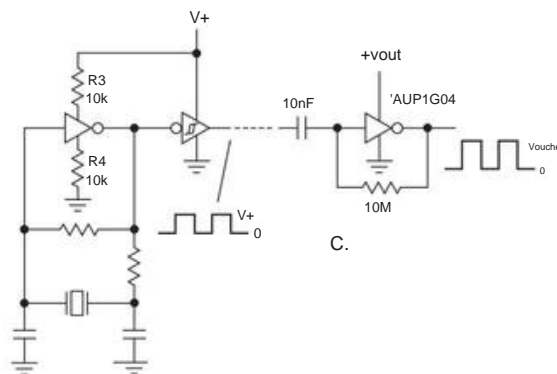 V+
R3
10k
R4
10k
V+
0
10nF
+vout
'AUP1G04
10M
C.
Vouche
0